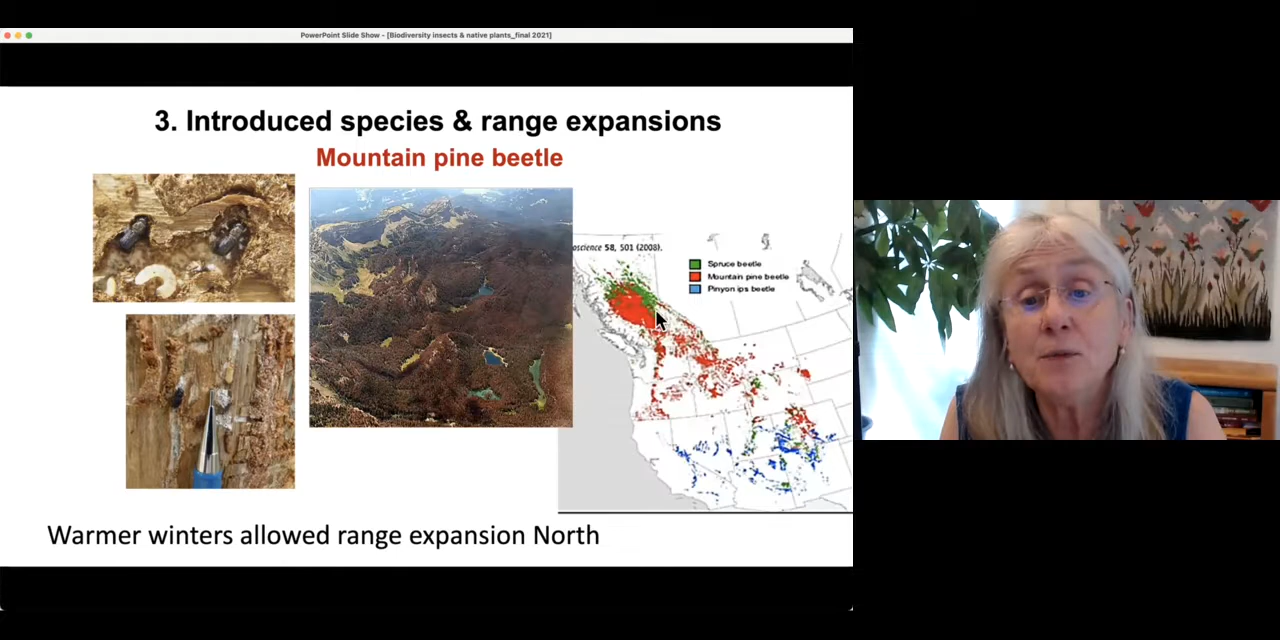 PowerPoint Slide Show - [Biodiversity insects & native plants_final 2021]
3. Introduced species & range expansions
Mountain pine beetle
oscience 58, 501 (2008).
Spruce beetle
Mountain pine beetle
Pinyon ips beetle
Warmer winters allowed range expansion North